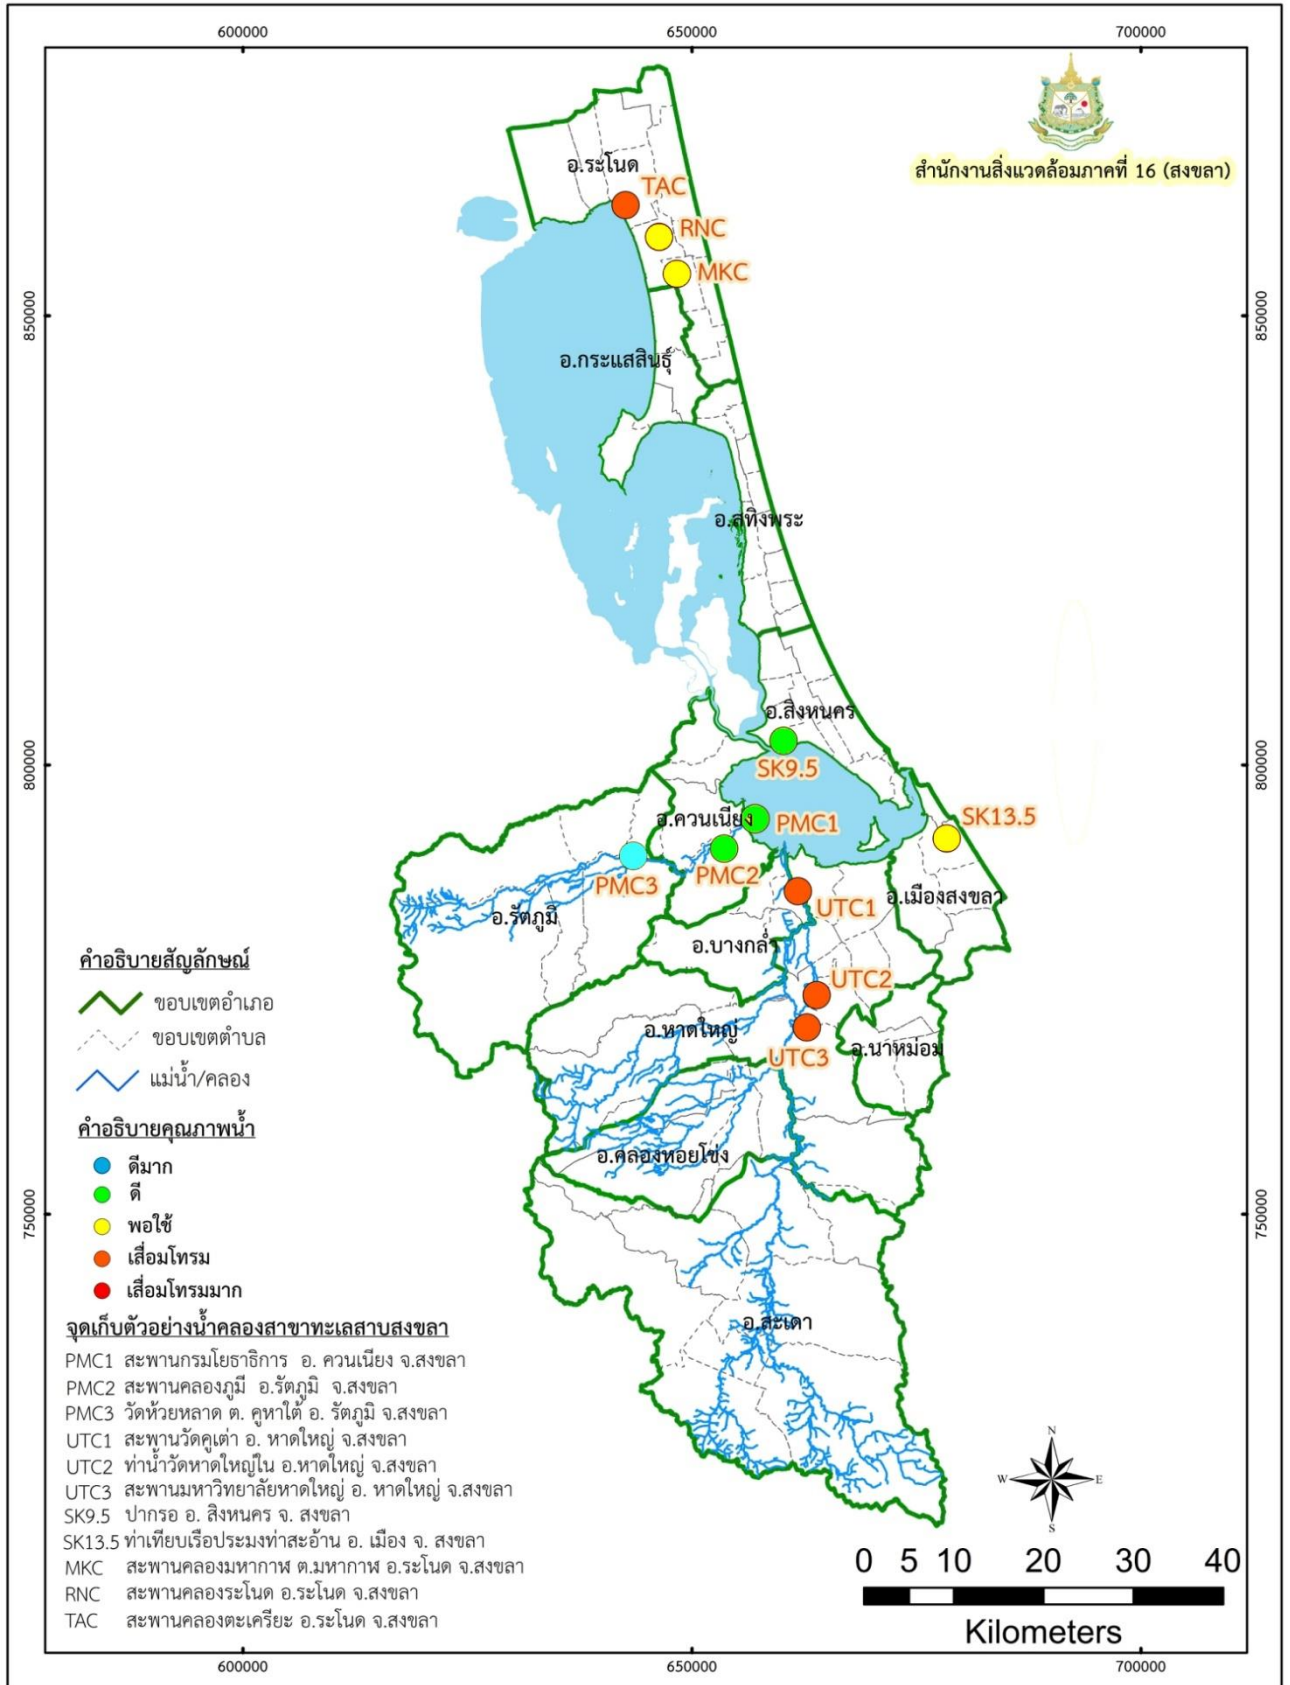 600000 650000 700000
สำนักงานสิ่งแวดล้อมภาคที่ 16 (สงขลา)
อ.ระโนด
TAC
RNC
MKC
850000 850000
อ.กระแสสินธุ์
อ.สทิงพระ
อ.สิงหนคร
SK9.5
800000 800000
SK13.5
อ.ควนเนียง
PMC1
PMC2
PMC3
UTC1
อ.เมืองสงขลา
อ.รัตภูมิ
อ.บางกล่ำ
UTC2
อ.หาดใหญ่
UTC3
อ.นาหม่อม
อ.คลองหอยโข่ง
750000 750000
อ.สะเดา
คำอธิบายสัญลักษณ์
ขอบเขตอำเภอ
ขอบเขตตำบล
แม่น้ำ/คลอง
คำอธิบายคุณภาพน้ำ
ดีมาก
ดี
พอใช้
เสื่อมโทรม
เสื่อมโทรมมาก
จุดเก็บตัวอย่างน้ำคลองสาขาทะเลสาบสงขลา
PMC1 สะพานกรมโยธาธิการ อ. ควนเนียง จ.สงขลา
PMC2 สะพานคลองภูมี อ.รัตภูมิ จ.สงขลา
PMC3 วัดห้วยหลาด ต. คูหาใต้ อ. รัตภูมิ จ.สงขลา
UTC1 สะพานวัดคูเต่า อ. หาดใหญ่ จ.สงขลา
UTC2 ท่าน้ำวัดหาดใหญ่ใน อ.หาดใหญ่ จ.สงขลา
UTC3 สะพานมหาวิทยาลัยหาดใหญ่ อ. หาดใหญ่ จ.สงขลา
SK9.5 ปากรอ อ. สิงหนคร จ. สงขลา
SK13.5 ท่าเทียบเรือประมงท่าสะอ้าน อ. เมือง จ. สงขลา
MKC สะพานคลองมหากาฬ ต.มหากาฬ อ.ระโนด จ.สงขลา
RNC สะพานคลองระโนด อ.ระโนด จ.สงขลา
TAC สะพานคลองตะเครียะ อ.ระโนด จ.สงขลา
N
W E
S
0 5 10 20 30 40
Kilometers
600000 650000 700000